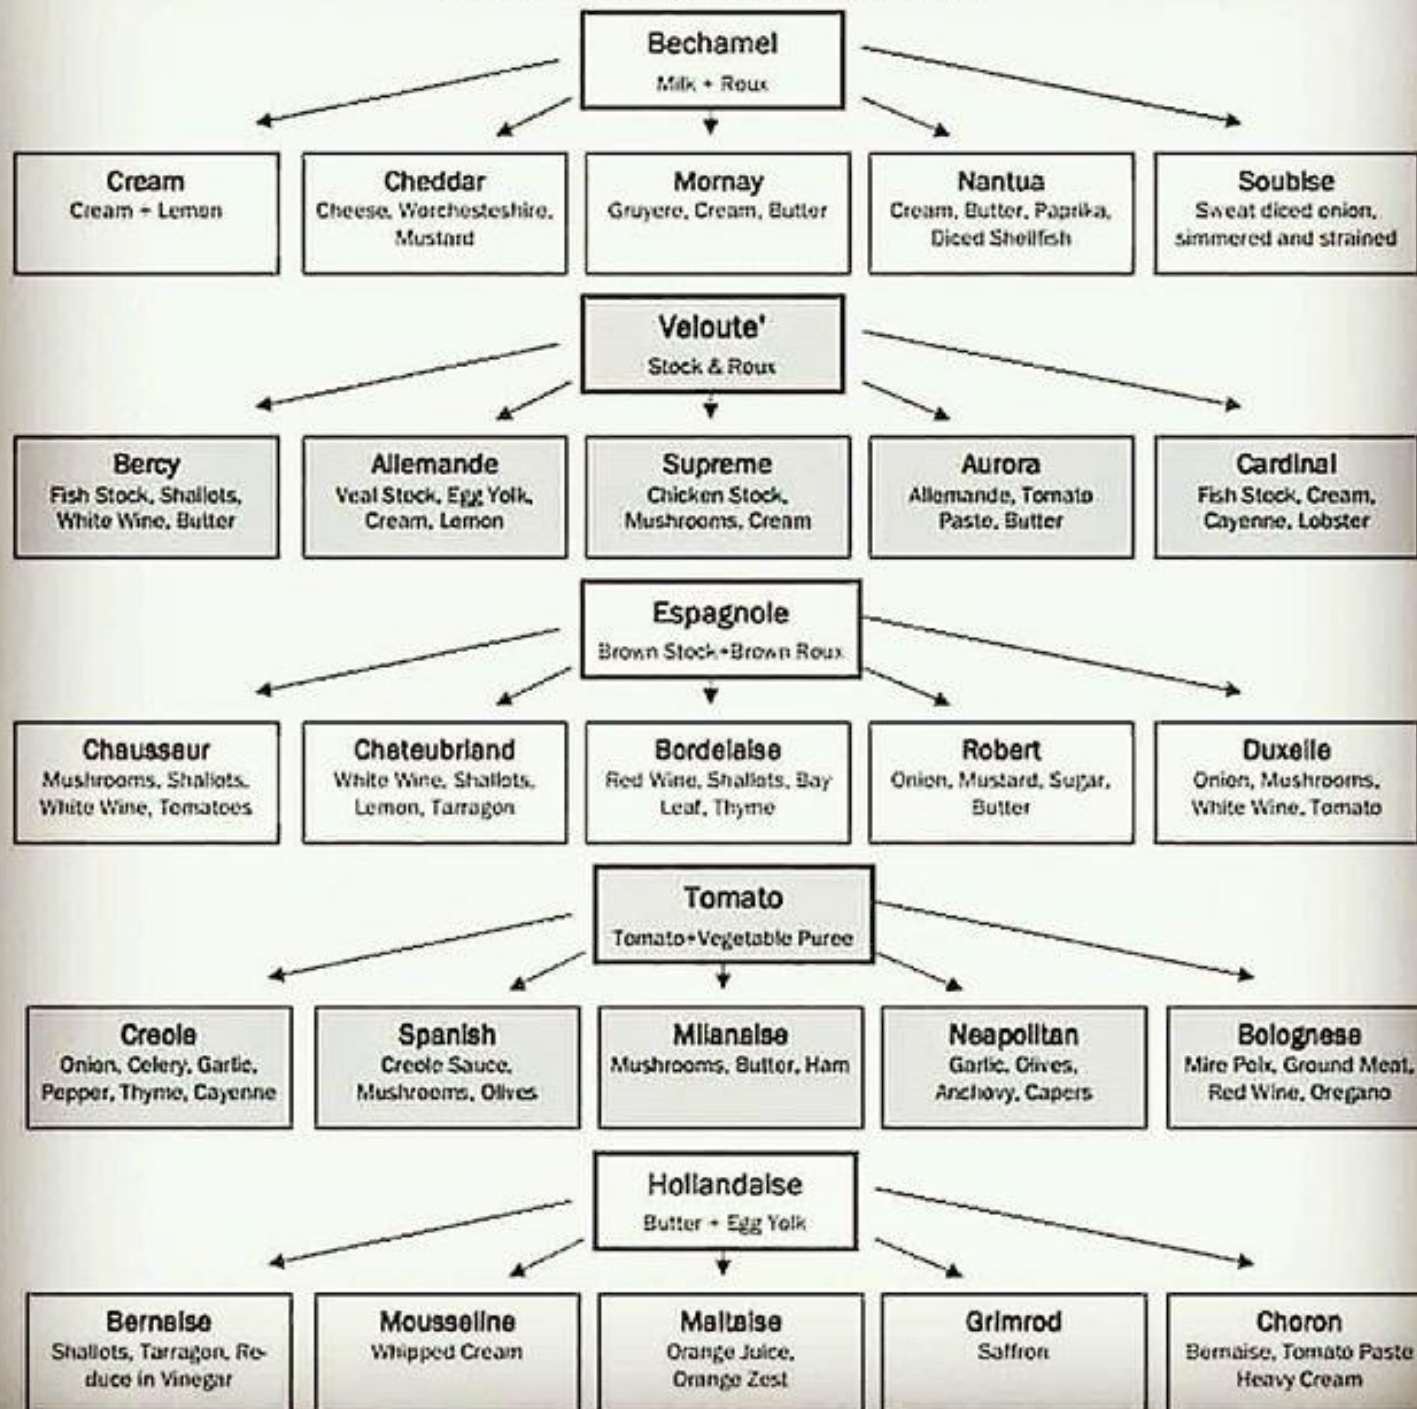 Bechamel
Milk + Roux
Cream
Cream + Lemon
Cheddar
Cheese, Worchesteshire,
Mustard
Mornay
Gruyere, Cream, Butter
Nantua
Cream, Butter, Paprika,
Diced Shellfish
Soubise
Sweat diced onion,
simmered and strained
Veloute'
Stock & Roux
Bercy
Fish Stock, Shallots,
White Wine, Butter
Allemande
Veal Stock, Egg Yolk,
Cream, Lemon
Supreme
Chicken Stock,
Mushrooms, Cream
Aurora
Allemande, Tomato
Paste, Butter
Cardinal
Fish Stock, Cream,
Cayenne, Lobster
Espagnole
Brown Stock+Brown Roux
Chausseur
Mushrooms, Shallots,
White Wine, Tomatoes
Chateubriand
White Wine, Shallots,
Lemon, Tarragon
Bordelaise
Red Wine, Shallots, Bay
Leaf, Thyme
Robert
Onion, Mustard, Sugar,
Butter
Duxelle
Onion, Mushrooms,
White Wine, Tomato
Tomato
Tomato+Vegetable Puree
Creole
Onion, Celery, Garlic,
Pepper, Thyme, Cayenne
Spanish
Creole Sauce,
Mushrooms, Olives
Milanaise
Mushrooms, Butter, Ham
Neapolitan
Garlic, Olives,
Anchovy, Capers
Bolognese
Mire Poix, Ground Meat,
Red Wine, Oregano
Hollandaise
Butter + Egg Yolk
Bernaise
Shallots, Tarragon, Re-
duce in Vinegar
Mousseline
Whipped Cream
Maltaise
Orange Juice,
Orange Zest
Grimrod
Saffron
Choron
Bernaise, Tomato Paste
Heavy Cream